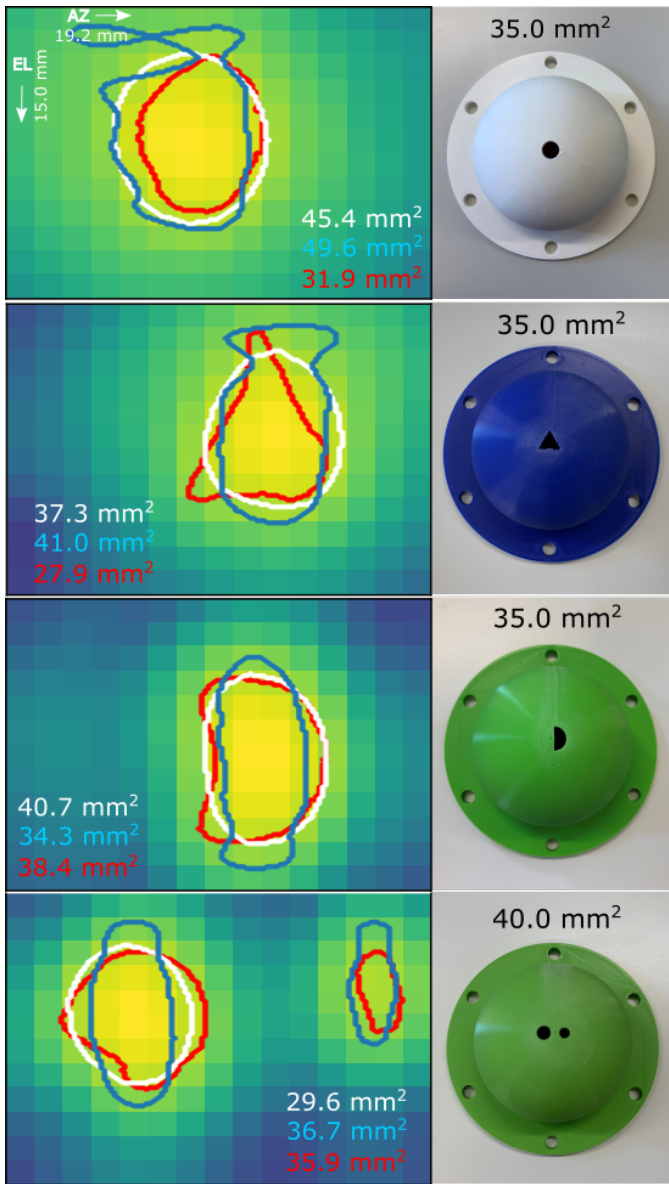 AZ
19.2 mm
EL
15.0 mm
45.4 mm²
49.6 mm²
31.9 mm²
35.0 mm²
37.3 mm²
41.0 mm²
27.9 mm²
35.0 mm²
40.7 mm²
34.3 mm²
38.4 mm²
35.0 mm²
29.6 mm²
36.7 mm²
35.9 mm²
40.0 mm²